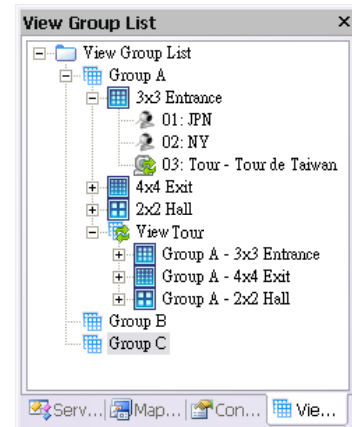 View Group List ×
View Group List
Group A
3x3 Entrance
01: JPN
02: NY
03: Tour - Tour de Taiwan
4x4 Exit
2x2 Hall
View Tour
Group A - 3x3 Entrance
Group A - 4x4 Exit
Group A - 2x2 Hall
Group B
Group C
Serv... Map... Con... Vie...